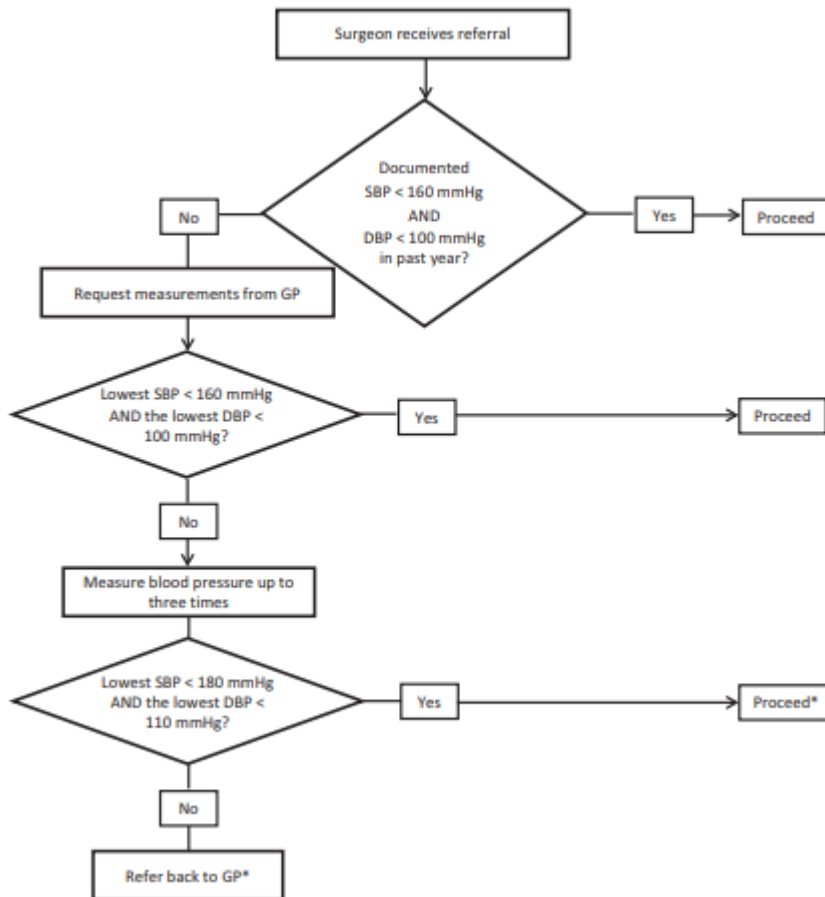 Surgeon receives referral
Documented
SBP < 160 mmHg
AND
DBP < 100 mmHg
in past year?
No
Yes
Proceed
Request measurements from GP
Lowest SBP < 160 mmHg
AND the lowest DBP <
100 mmHg?
Yes
Proceed
No
Measure blood pressure up to
three times
Lowest SBP < 180 mmHg
AND the lowest DBP <
110 mmHg?
Yes
Proceed*
No
Refer back to GP*